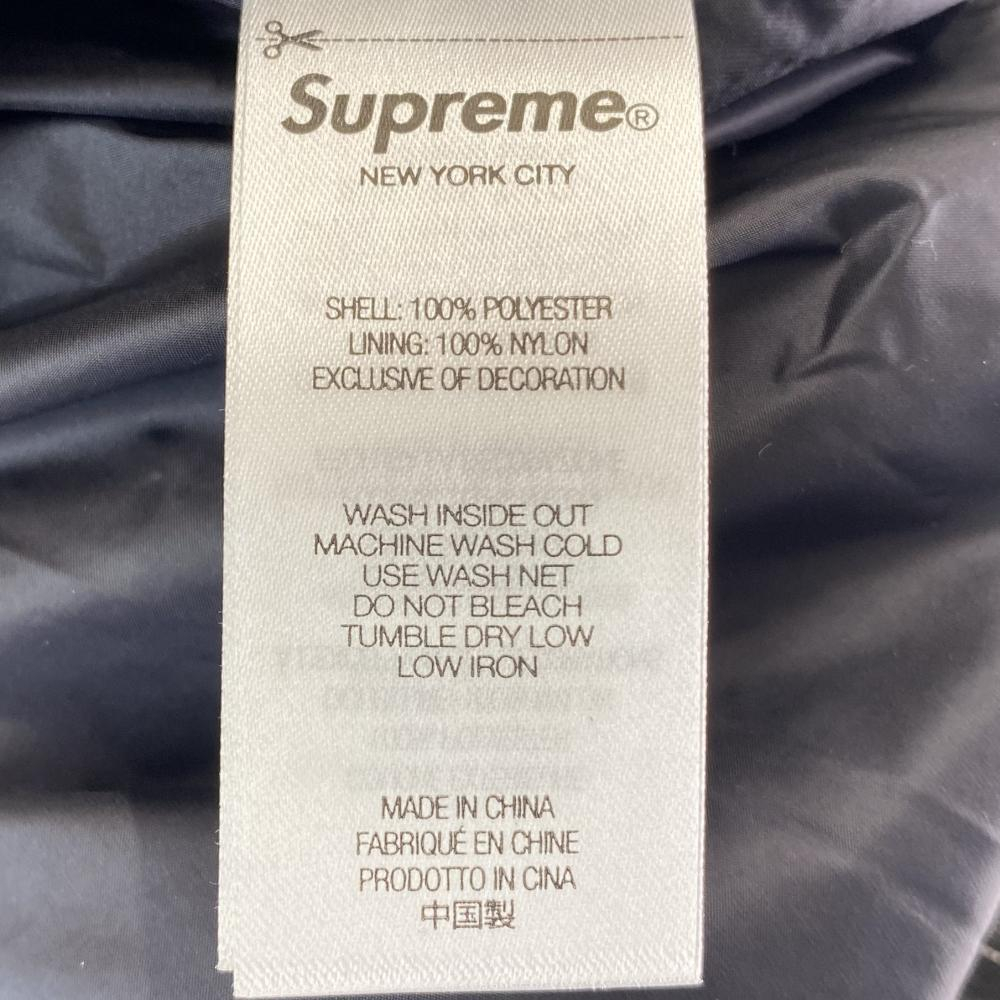 Supreme®
NEW YORK CITY
SHELL: 100% POLYESTER
LINING: 100% NYLON
EXCLUSIVE OF DECORATION
WASH INSIDE OUT
MACHINE WASH COLD
USE WASH NET
DO NOT BLEACH
TUMBLE DRY LOW
LOW IRON
MADE IN CHINA
FABRIQUÉ EN CHINE
PRODOTTO IN CINA
中国製